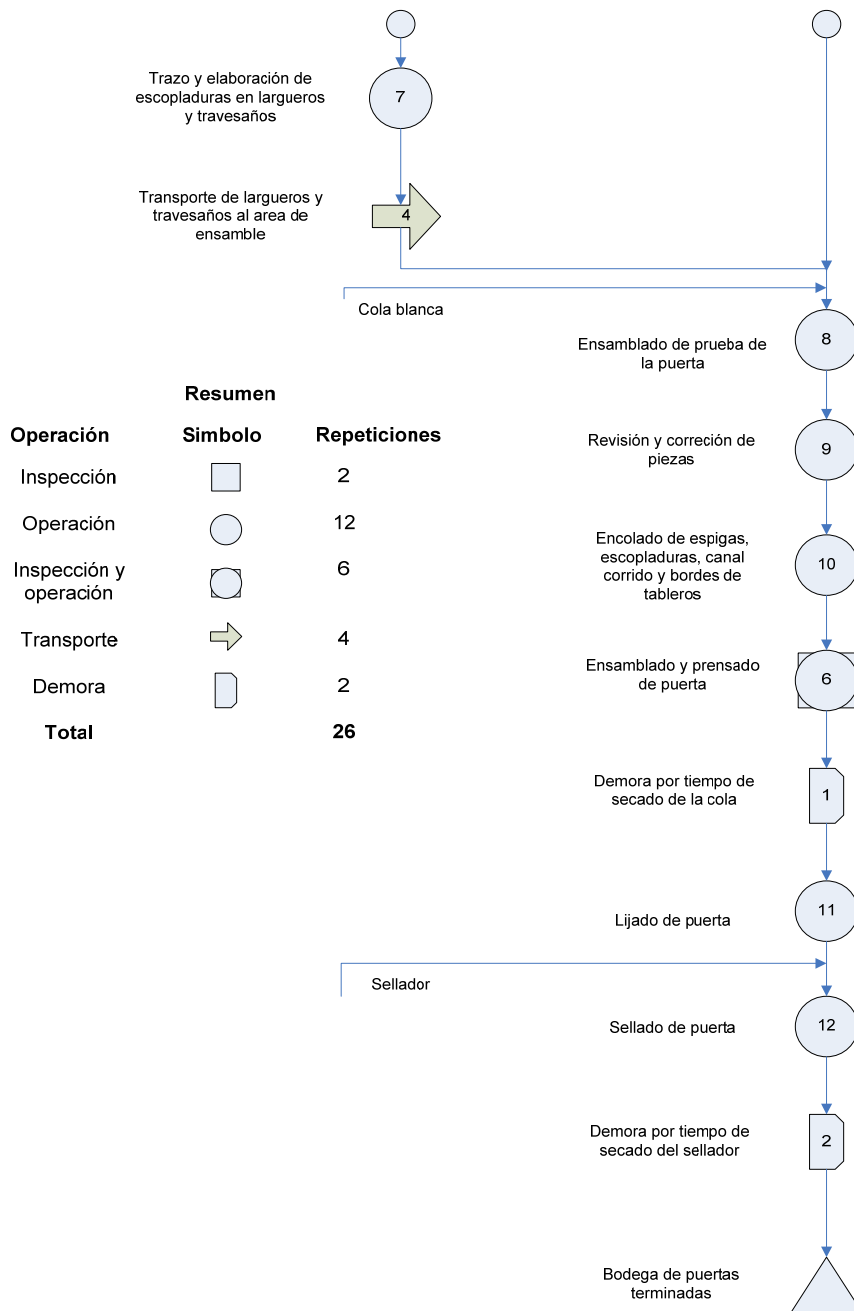 Trazo y elaboración de
escopladuras en largueros
y travesaños
7
Transporte de largueros y
travesaños al area de
ensamble
4
Cola blanca
Ensamblado de prueba de
la puerta
8
Resumen
Operación Simbolo Repeticiones
Inspección 2
Operación 12
Inspección y
operación
6
Transporte 4
Demora 2
Total 26
Revisión y correción de
piezas
9
Encolado de espigas,
escopladuras, canal
corrido y bordes de
tableros
10
Ensamblado y prensado
de puerta
6
Demora por tiempo de
secado de la cola
1
Lijado de puerta
11
Sellador
Sellado de puerta
12
Demora por tiempo de
secado del sellador
2
Bodega de puertas
terminadas